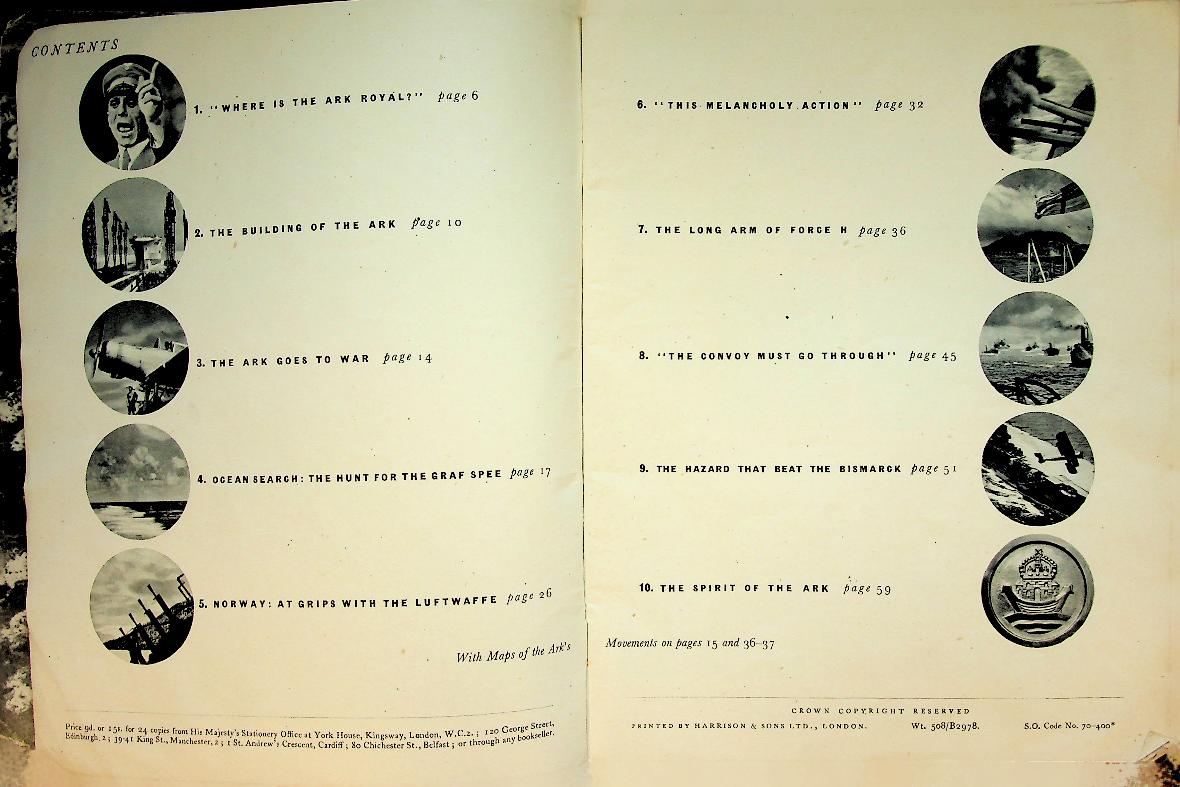 CONTENTS
1. "WHERE IS THE ARK ROYAL?" page 6
2. THE BUILDING OF THE ARK page 10
3. THE ARK GOES TO WAR page 14
4. OCEAN SEARCH: THE HUNT FOR THE GRAF SPEE page 17
5. NORWAY: AT GRIPS WITH THE LUFTWAFFE page 26
With Maps of the Ark's
Price 9d. or 15s. for 24 copies from His Majesty's Stationery Office at York House, Kingsway, London, W.C.2.; 120 George Street,
Edinburgh, 2; 39-41 King St., Manchester, 2; 1 St. Andrew's Crescent, Cardiff; 80 Chichester St., Belfast; or through any bookseller.
6. "THIS MELANCHOLY ACTION" page 32
7. THE LONG ARM OF FORCE H page 36
8. "THE CONVOY MUST GO THROUGH" page 45
9. THE HAZARD THAT BEAT THE BISMARCK page 51
10. THE SPIRIT OF THE ARK page 59
Movements on pages 15 and 36-37
CROWN COPYRIGHT RESERVED
PRINTED BY HARRISON & SONS LTD., LONDON. Wt. 508/B2978. S.O. Code No. 70-400*